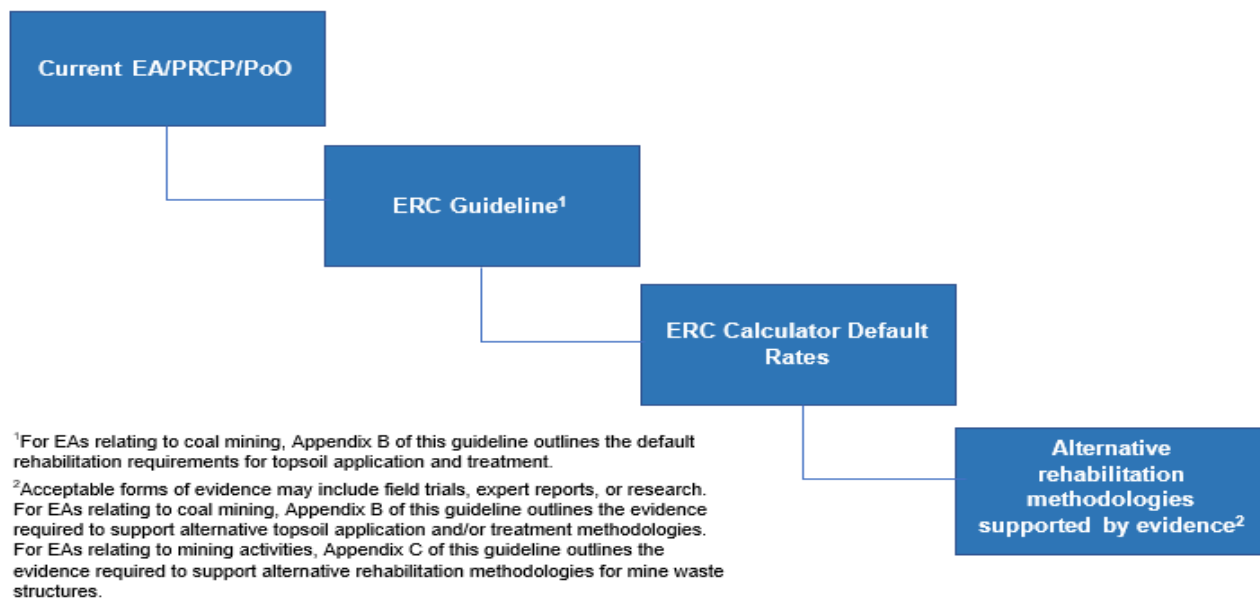 Current EA/PRCP/PoO
ERC Guideline¹
ERC Calculator Default
Rates
Alternative
rehabilitation
methodologies
supported by evidence²
¹For EAs relating to coal mining, Appendix B of this guideline outlines the default
rehabilitation requirements for topsoil application and treatment.
²Acceptable forms of evidence may include field trials, expert reports, or research.
For EAs relating to coal mining, Appendix B of this guideline outlines the evidence
required to support alternative topsoil application and/or treatment methodologies.
For EAs relating to mining activities, Appendix C of this guideline outlines the
evidence required to support alternative rehabilitation methodologies for mine waste
structures.